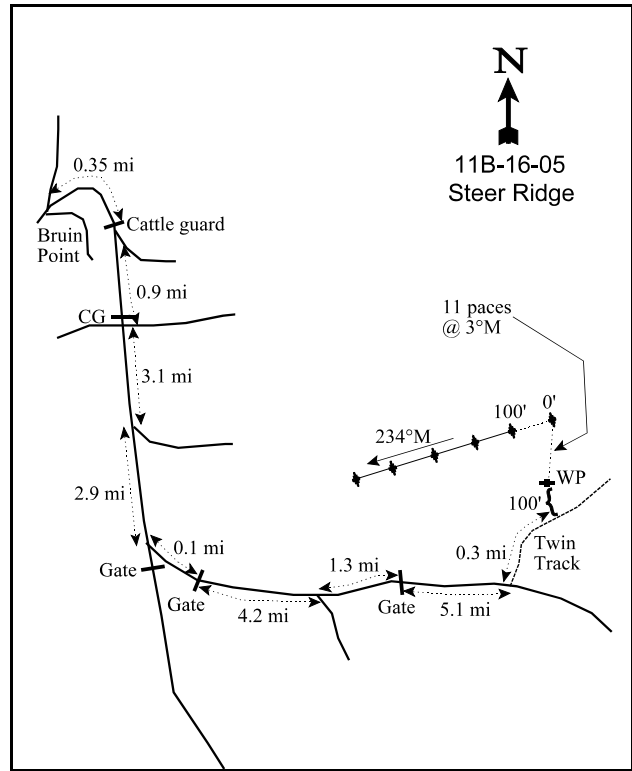 N
11B-16-05
Steer Ridge
0.35 mi
Bruin
Point
Cattle guard
0.9 mi
CG
3.1 mi
11 paces
@ 3°M
0'
100'
234°M
2.9 mi
WP
100'
0.1 mi
Gate
Gate
4.2 mi
1.3 mi
Gate
5.1 mi
0.3 mi
Twin
Track